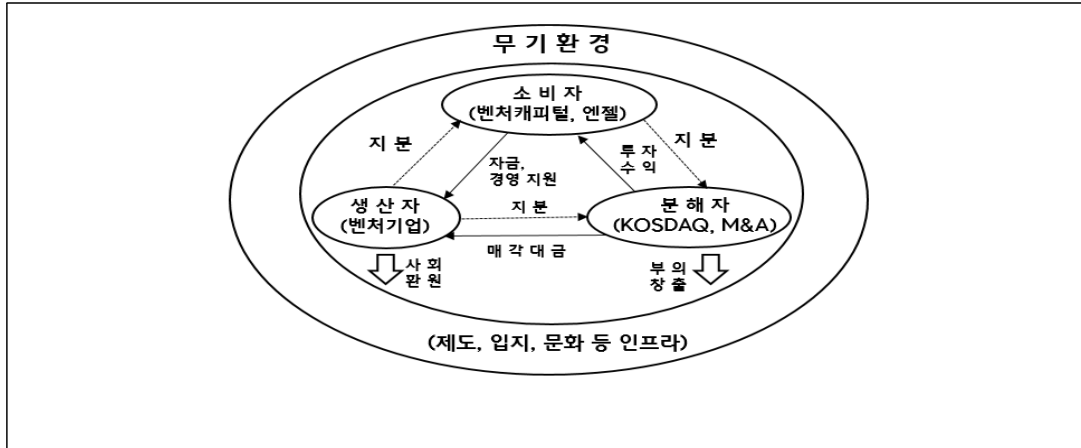 무 기 환 경
소 비 자
(벤처캐피털, 엔젤)
지 분
자금,
경영 지원
투 자
수 익
지 분
생 산 자
(벤처기업)
지 분
분 해 자
(KOSDAQ, M&A)
매 각 대 금
사 회
환 원
부 의
창 출
(제도, 입지, 문화 등 인프라)